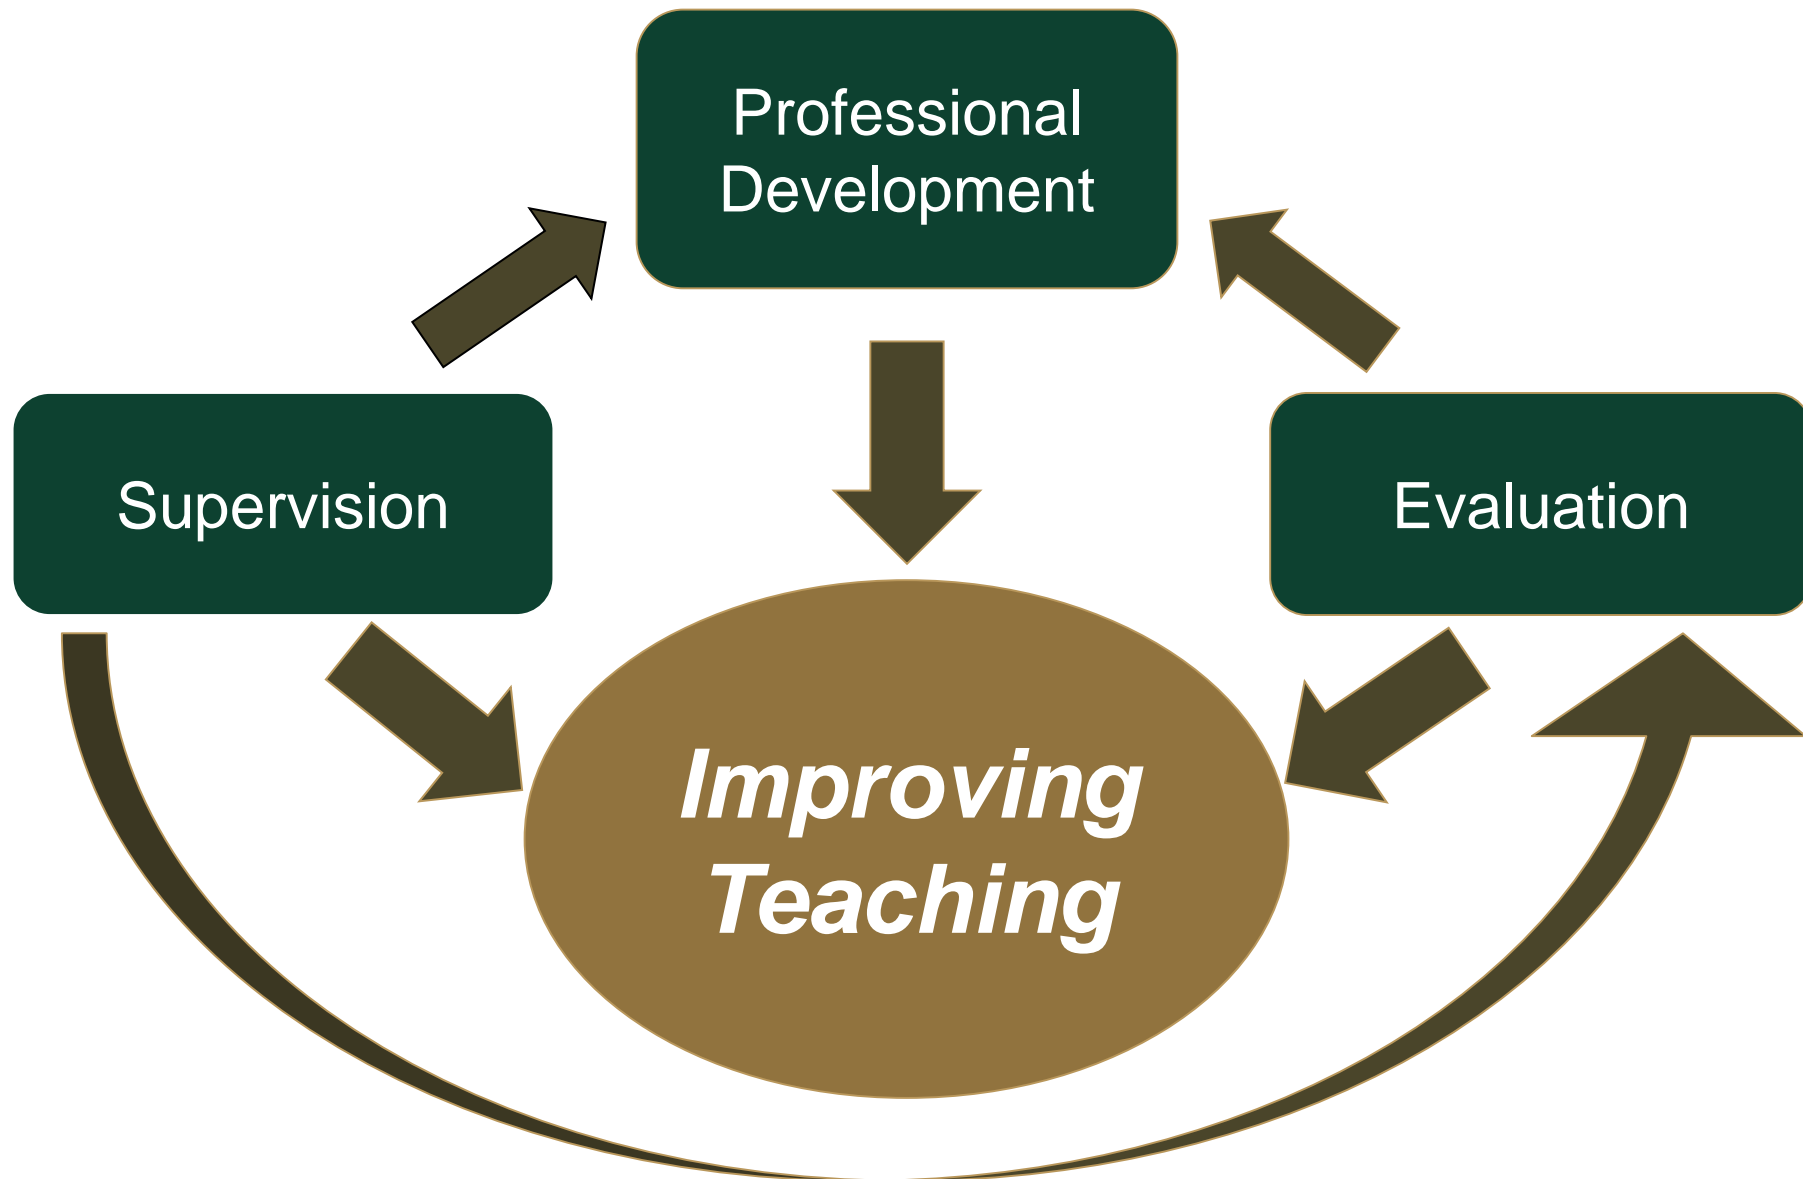 Professional
Development
Supervision
Evaluation
Improving
Teaching